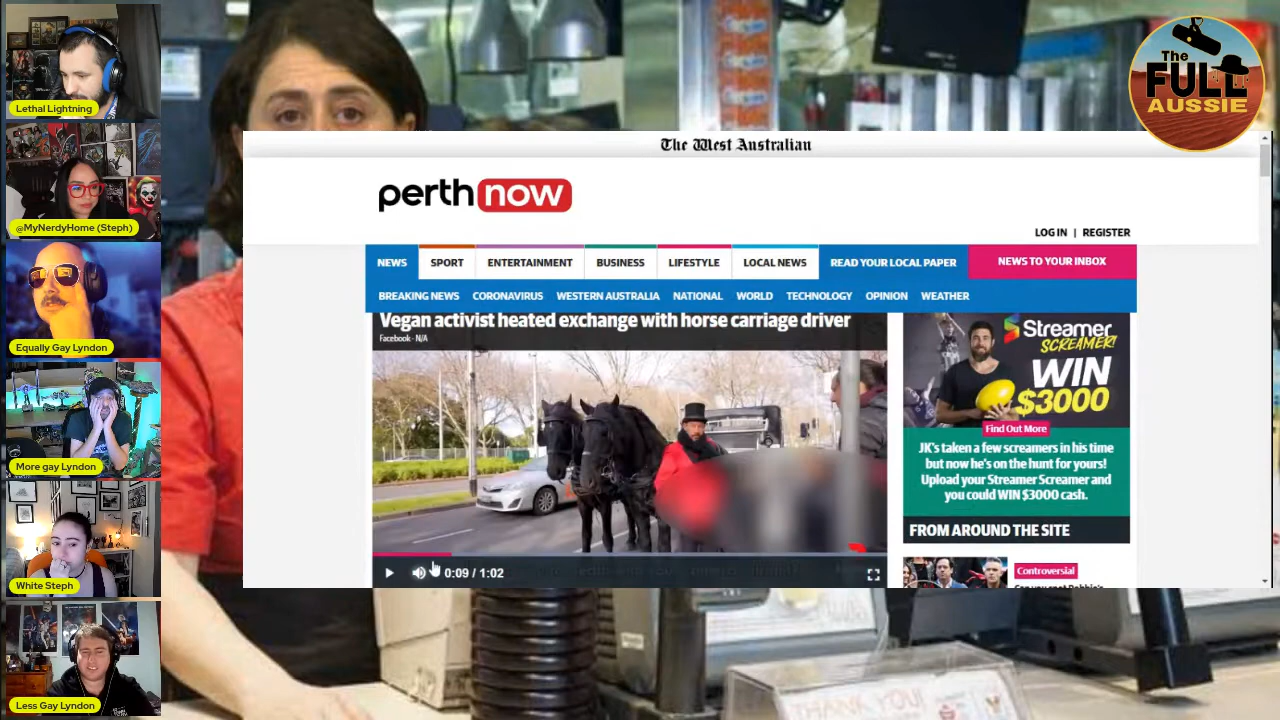 Lethal Lightning
@MyNerdyHome (Steph)
Equally Gay Lyndon
More gay Lyndon
White Steph
Less Gay Lyndon
The
FULL
AUSSIE
The West Australian
perthnow
LOG IN | REGISTER
NEWS SPORT ENTERTAINMENT BUSINESS LIFESTYLE LOCAL NEWS READ YOUR LOCAL PAPER NEWS TO YOUR INBOX
BREAKING NEWS CORONAVIRUS WESTERN AUSTRALIA NATIONAL WORLD TECHNOLOGY OPINION WEATHER
Vegan activist heated exchange with horse carriage driver
Facebook - N/A
0:09 / 1:02
Streamer
SCREAMER!
WIN
$3000
Find Out More
JK's taken a few screamers in his time
but now he's on the hunt for yours!
Upload your Streamer Screamer and
you could WIN $3000 cash.
FROM AROUND THE SITE
Controversial
THANK YOU